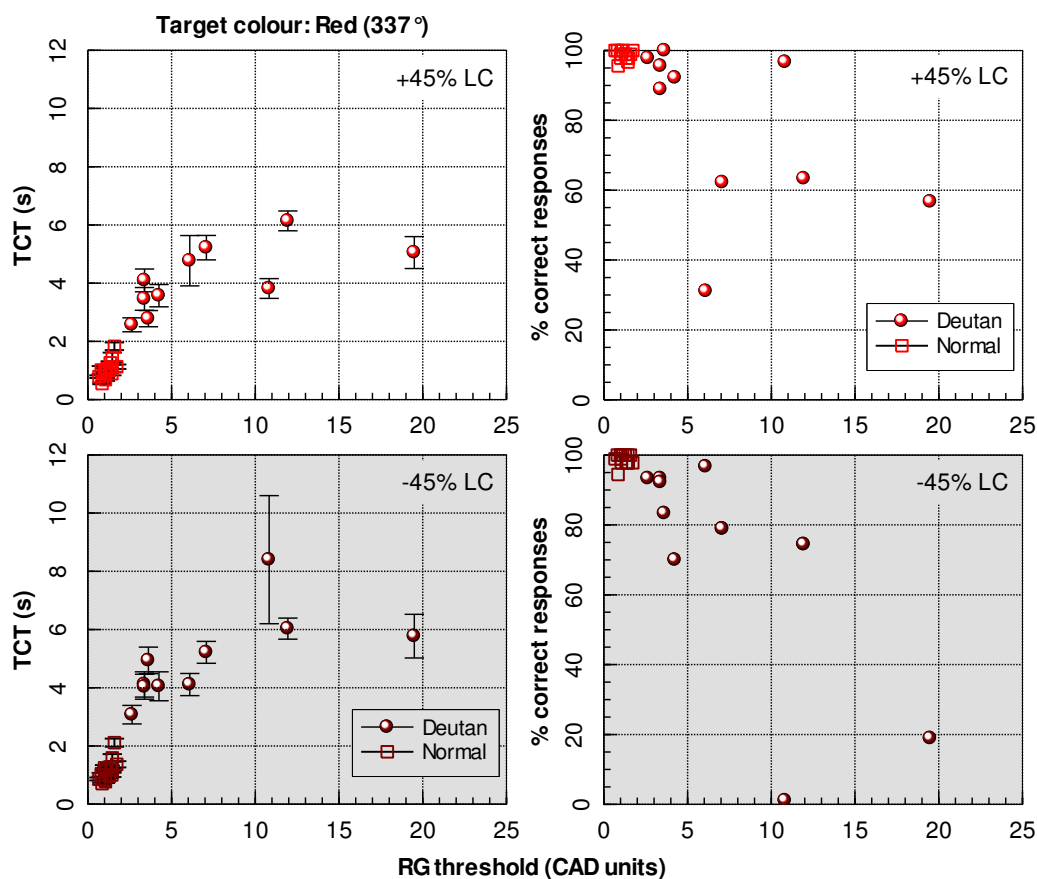 Target colour: Red (337°)
12
10
8
6
4
2
0
TCT (s)
+45% LC
0 5 10 15 20 25
100
80
60
40
20
0
% correct responses
+45% LC
Deutan
Normal
0 5 10 15 20 25
12
10
8
6
4
2
0
TCT (s)
-45% LC
Deutan
Normal
0 5 10 15 20 25
100
80
60
40
20
0
% correct responses
-45% LC
0 5 10 15 20 25
RG threshold (CAD units)